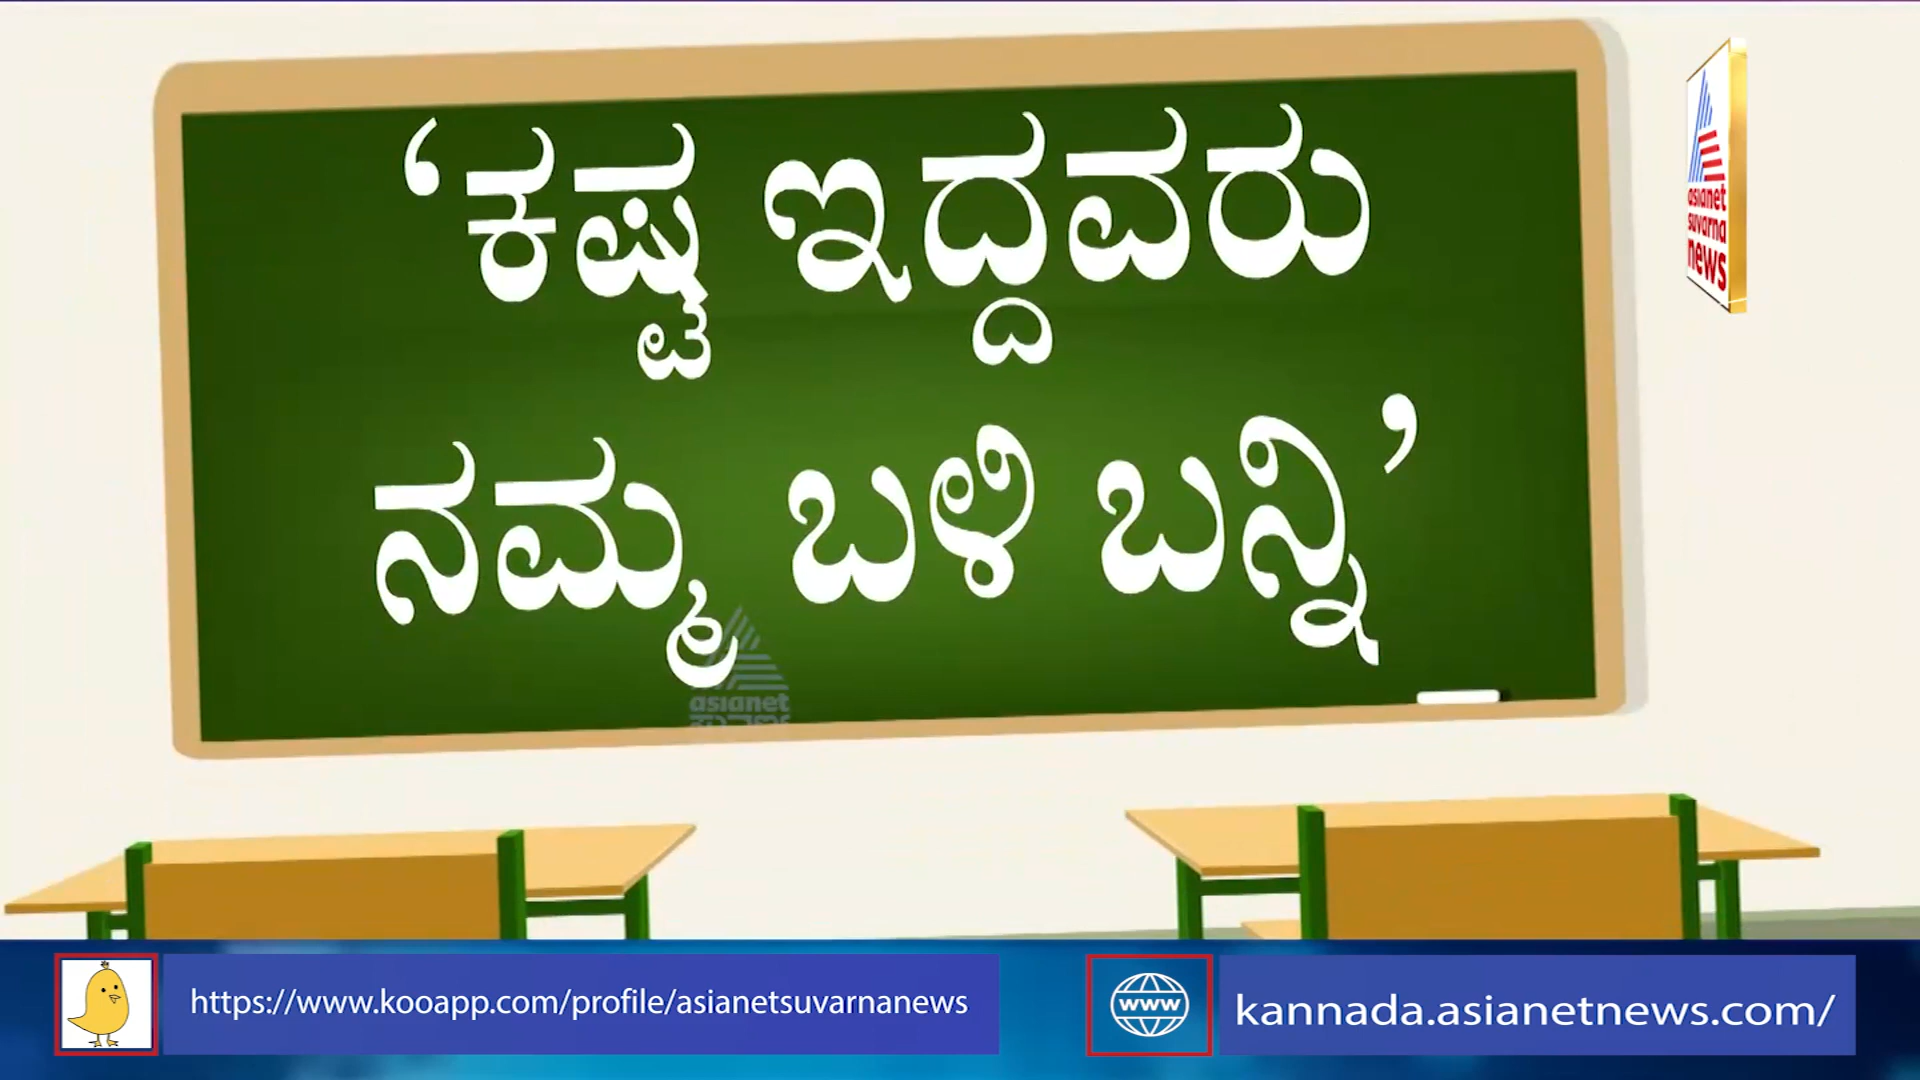 ‘ಕಷ್ಟ ಇದ್ದವರು
ನಮ್ಮ ಬಳಿ ಬನ್ನಿ’
asianet
suvarna
news
asianet
https://www.kooapp.com/profile/asianetsuvarnanews
www
kannada.asianetnews.com/